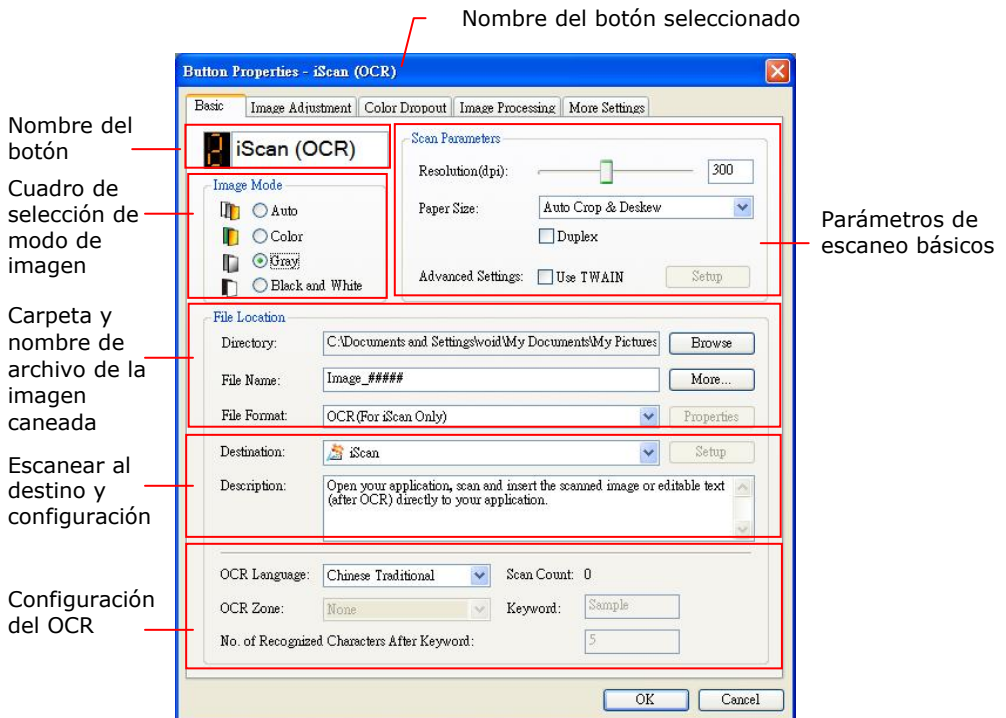 Nombre del botón seleccionado
Button Properties - iScan (OCR)
Basic
Image Adjustment
Color Dropout
Image Processing
More Settings
Nombre del
botón
2 iScan (OCR)
Cuadro de
selección de
modo de
imagen
Image Mode
Auto
Color
Gray
Black and White
Scan Parameters
Resolution(dpi):
300
Paper Size:
Auto Crop & Deskew
Duplex
Advanced Settings:
Use TWAIN
Setup
Parámetros de
escaneo básicos
Carpeta y
nombre de
archivo de la
imagen
caneada
File Location
Directory:
C:\Documents and Settings\void\My Documents\My Pictures
Browse
File Name:
Image_#####
More...
File Format:
OCR(For iScan Only)
Properties
Escanear al
destino y
configuración
Destination:
iScan
Setup
Description:
Open your application, scan and insert the scanned image or editable text
(after OCR) directly to your application.
Configuración
del OCR
OCR Language:
Chinese Traditional
Scan Count: 0
OCR Zone:
None
Keyword:
Sample
No. of Recognized Characters After Keyword:
5
OK
Cancel